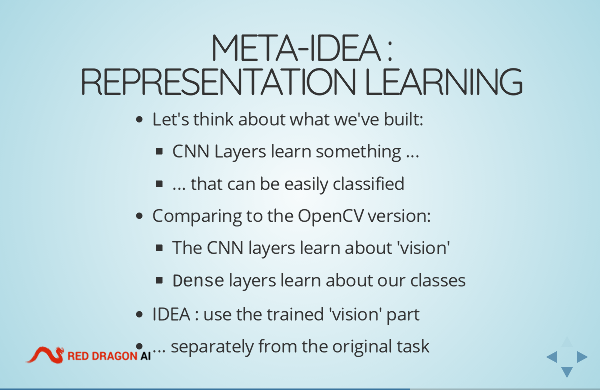 META-IDEA :
REPRESENTATION LEARNING
Let's think about what we've built:
CNN Layers learn something ...
... that can be easily classified
Comparing to the OpenCV version:
The CNN layers learn about 'vision'
Dense layers learn about our classes
IDEA : use the trained 'vision' part
... separately from the original task
RED DRAGON AI